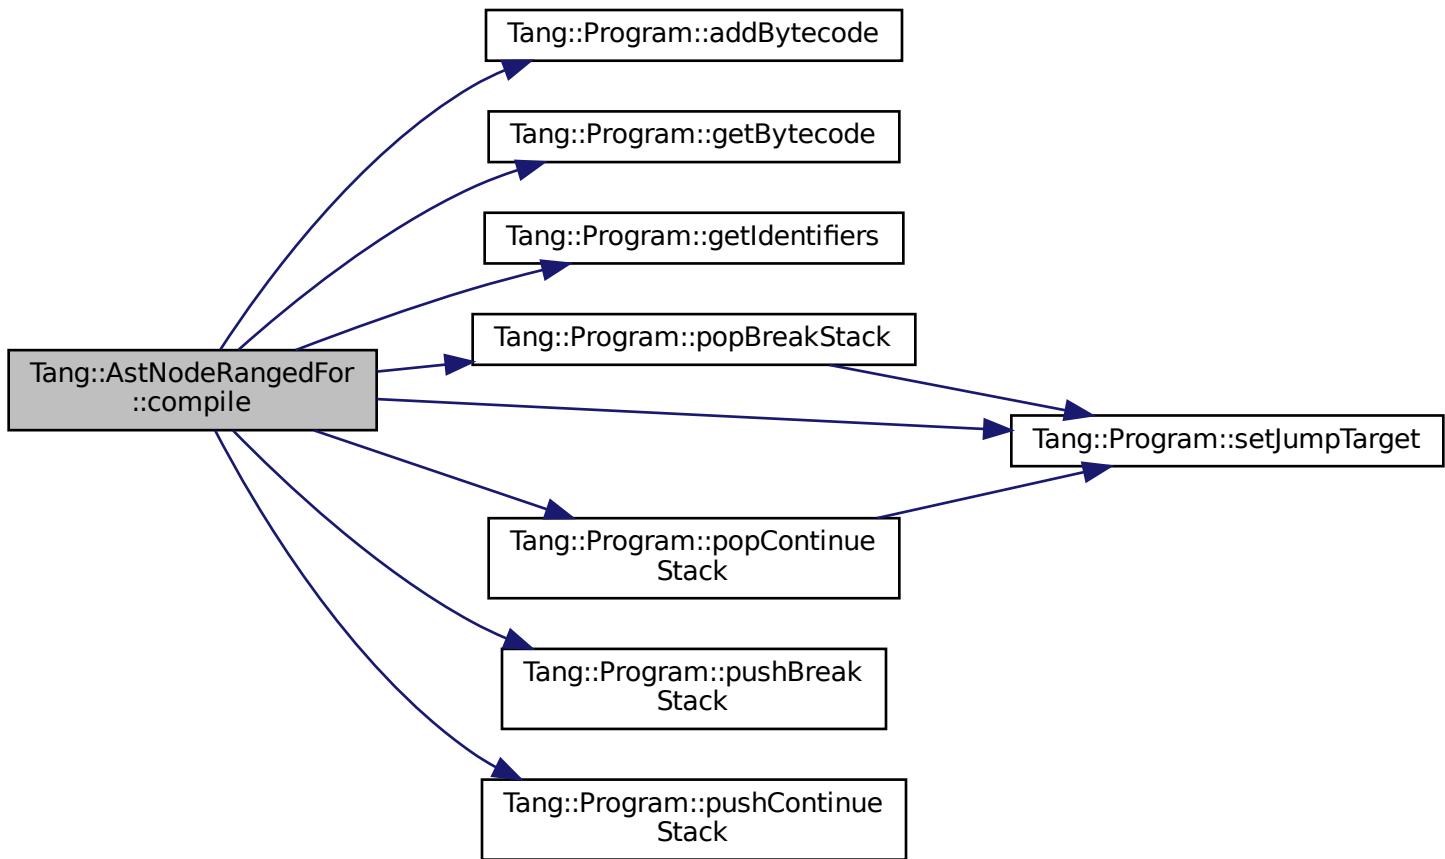 Tang::Program::addBytecode
Tang::Program::getBytecode
Tang::Program::getIdentifiers
Tang::Program::popBreakStack
Tang::AstNodeRangedFor
::compile
Tang::Program::setJumpTarget
Tang::Program::popContinue
Stack
Tang::Program::pushBreak
Stack
Tang::Program::pushContinue
Stack